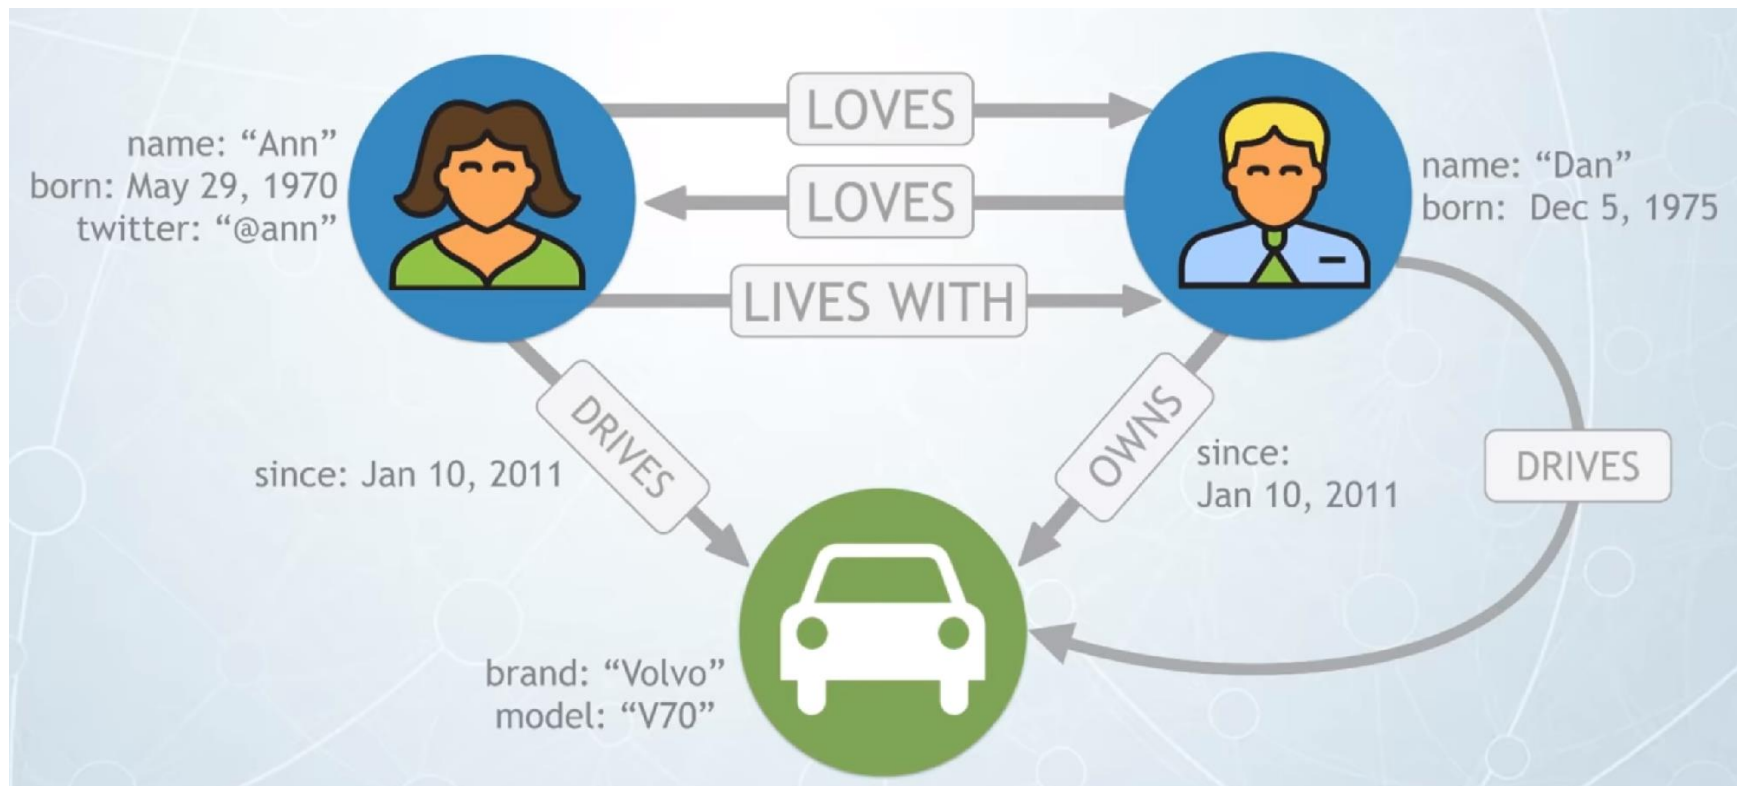 LOVES
name: “Ann”
born: May 29, 1970
twitter: “@ann”
name: “Dan”
born: Dec 5, 1975
LOVES
LIVES WITH
DRIVES
since: Jan 10, 2011
OWNS
since:
Jan 10, 2011
DRIVES
brand: “Volvo”
model: “V70”